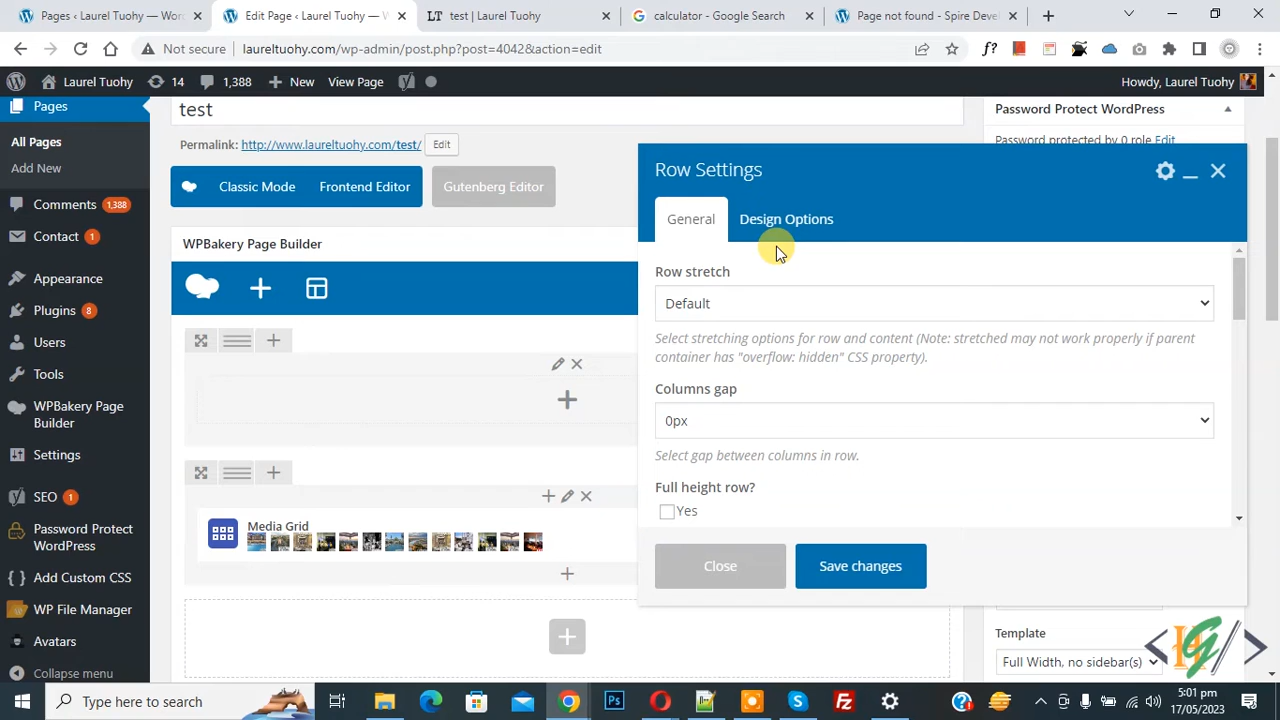 Pages ‹ Laurel Tuohy — Wor
Edit Page ‹ Laurel Tuohy — W
LT test | Laurel Tuohy
calculator - Google Search
Page not found - Spire Devel
Not secure
laureltuohy.com/wp-admin/post.php?post=4042&action=edit
Laurel Tuohy
14
1,388
New
View Page
Howdy, Laurel Tuohy
Pages
All Pages
Add New
Comments 1,388
Contact 1
Appearance
Plugins 8
Users
Tools
WPBakery Page
Builder
Settings
SEO 1
Password Protect
WordPress
Add Custom CSS
WP File Manager
Avatars
Collapse menu
test
Permalink: http://www.laureltuohy.com/test/ Edit
Classic Mode
Frontend Editor
Gutenberg Editor
WPBakery Page Builder
Media Grid
Password Protect WordPress
Password protected by 0 role Edit
Row Settings
General
Design Options
Row stretch
Default
Select stretching options for row and content (Note: stretched may not work properly if parent
container has "overflow: hidden" CSS property).
Columns gap
0px
Select gap between columns in row.
Full height row?
Yes
Close
Save changes
Template
Full Width, no sidebar(s)
Type here to search
5:01 pm
17/05/2023